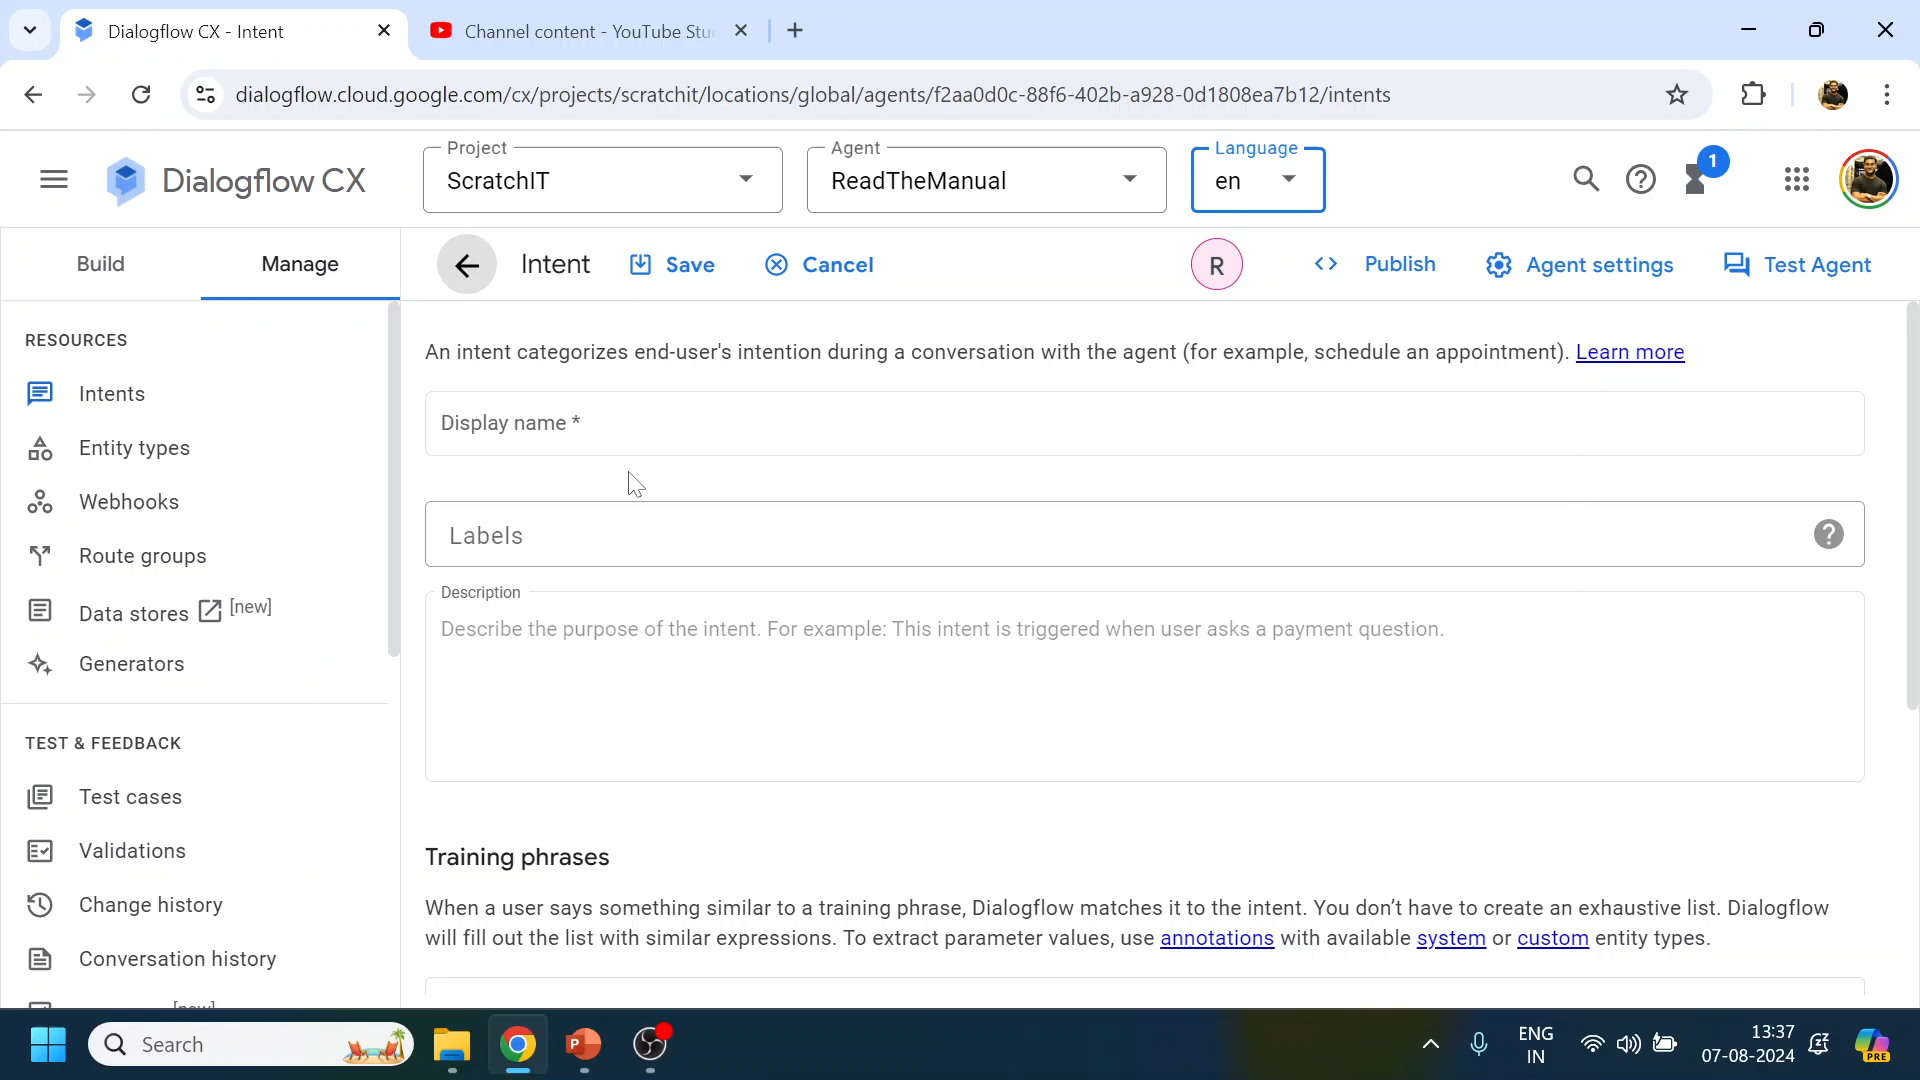 Dialogflow CX - Intent
Channel content - YouTube Stu
dialogflow.cloud.google.com/cx/projects/scratchit/locations/global/agents/f2aa0d0c-88f6-402b-a928-0d1808ea7b12/intents
Dialogflow CX
Project
ScratchIT
Agent
ReadTheManual
Language
en
1
Build
Manage
Intent
Save
Cancel
R
Publish
Agent settings
Test Agent
RESOURCES
Intents
Entity types
Webhooks
Route groups
Data stores [new]
Generators
TEST & FEEDBACK
Test cases
Validations
Change history
Conversation history
An intent categorizes end-user's intention during a conversation with the agent (for example, schedule an appointment). Learn more
Display name *
Labels
Description
Describe the purpose of the intent. For example: This intent is triggered when user asks a payment question.
Training phrases
When a user says something similar to a training phrase, Dialogflow matches it to the intent. You don’t have to create an exhaustive list. Dialogflow
will fill out the list with similar expressions. To extract parameter values, use annotations with available system or custom entity types.
Search
ENG
IN
13:37
07-08-2024
PRE